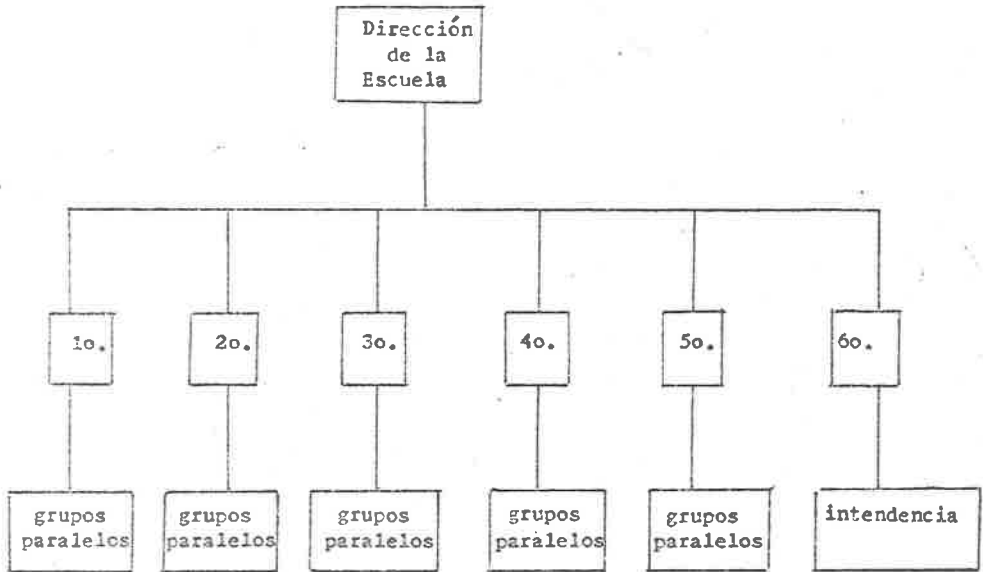 Dirección
de la
Escuela
1o.
2o.
3o.
4o.
5o.
6o.
grupos
paralelos
grupos
paralelos
grupos
paralelos
grupos
paralelos
grupos
paralelos
intendencia